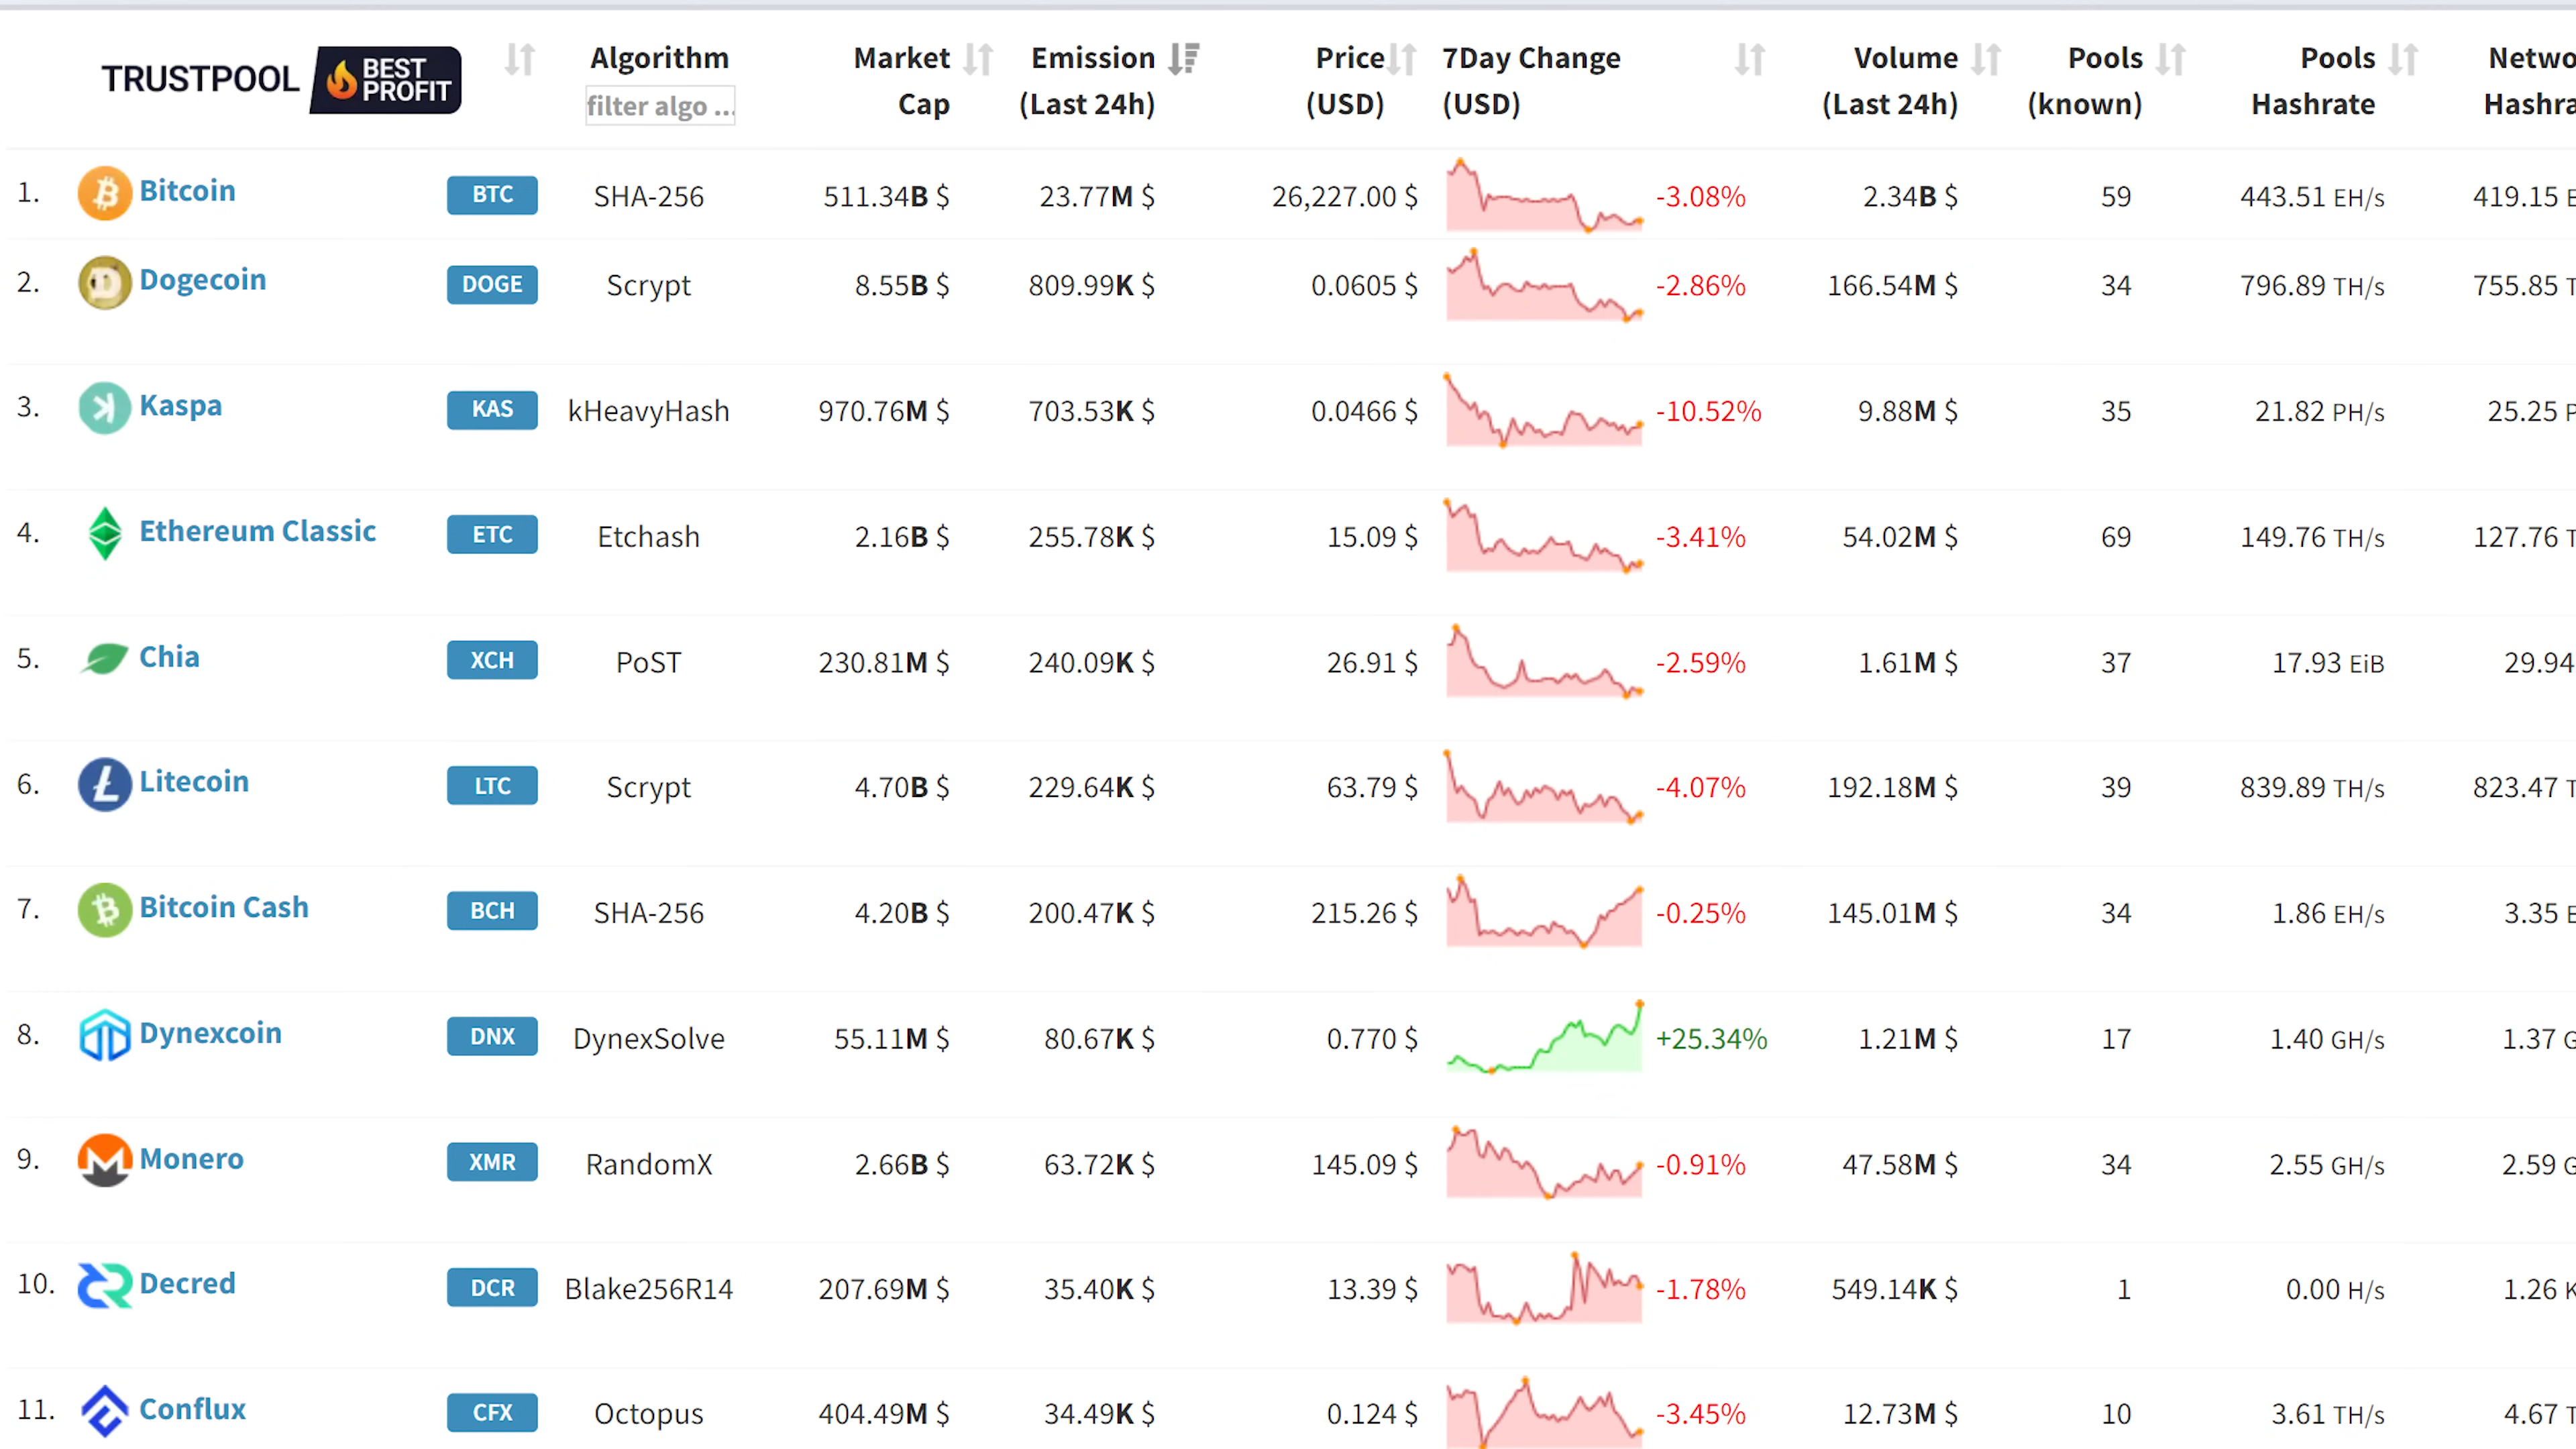 TRUSTPOOL BEST PROFIT Algorithm Market Cap Emission (Last 24h) Price (USD) 7Day Change (USD) Volume (Last 24h) Pools (known) Pools Hashrate
filter algo ...
1. Bitcoin BTC SHA-256 511.34B $ 23.77M $ 26,227.00 $ -3.08% 2.34B $ 59 443.51 EH/s 419.15
2. Dogecoin DOGE Scrypt 8.55B $ 809.99K $ 0.0605 $ -2.86% 166.54M $ 34 796.89 TH/s 755.85
3. Kaspa KAS kHeavyHash 970.76M $ 703.53K $ 0.0466 $ -10.52% 9.88M $ 35 21.82 PH/s 25.25
4. Ethereum Classic ETC Etchash 2.16B $ 255.78K $ 15.09 $ -3.41% 54.02M $ 69 149.76 TH/s 127.76
5. Chia XCH PoST 230.81M $ 240.09K $ 26.91 $ -2.59% 1.61M $ 37 17.93 EiB 29.94
6. Litecoin LTC Scrypt 4.70B $ 229.64K $ 63.79 $ -4.07% 192.18M $ 39 839.89 TH/s 823.47
7. Bitcoin Cash BCH SHA-256 4.20B $ 200.47K $ 215.26 $ -0.25% 145.01M $ 34 1.86 EH/s 3.35
8. Dynexcoin DNX DynexSolve 55.11M $ 80.67K $ 0.770 $ +25.34% 1.21M $ 17 1.40 GH/s 1.37
9. Monero XMR RandomX 2.66B $ 63.72K $ 145.09 $ -0.91% 47.58M $ 34 2.55 GH/s 2.59
10. Decred DCR Blake256R14 207.69M $ 35.40K $ 13.39 $ -1.78% 549.14K $ 1 0.00 H/s 1.26
11. Conflux CFX Octopus 404.49M $ 34.49K $ 0.124 $ -3.45% 12.73M $ 10 3.61 TH/s 4.67